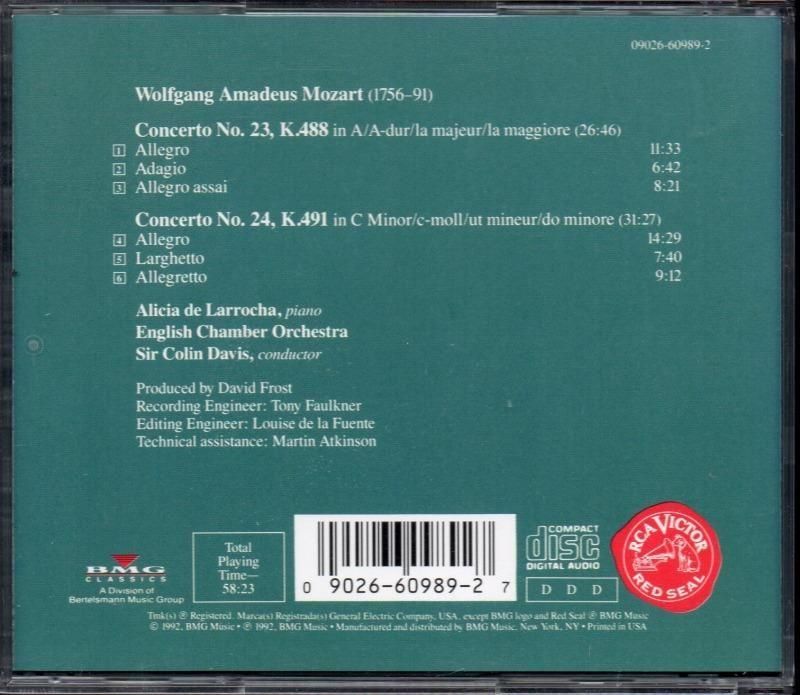 09026-60989-2
Wolfgang Amadeus Mozart (1756–91)
Concerto No. 23, K.488 in A/A-dur/la majeur/la maggiore (26:46)
1 Allegro 11:33
2 Adagio 6:42
3 Allegro assai 8:21
Concerto No. 24, K.491 in C Minor/c-moll/ut mineur/do minore (31:27)
4 Allegro 14:29
5 Larghetto 7:40
6 Allegretto 9:12
Alicia de Larrocha, piano
English Chamber Orchestra
Sir Colin Davis, conductor
Produced by David Frost
Recording Engineer: Tony Faulkner
Editing Engineer: Louise de la Fuente
Technical assistance: Martin Atkinson
BMG
CLASSICS
A Division of
Bertelsmann Music Group
Total
Playing
Time—
58:23
0 9026-60989-2 7
COMPACT
disc
DIGITAL AUDIO
D D D
RCA VICTOR
RED SEAL
Tmk(s) ® Registered. Marca(s) Registrada(s) General Electric Company, USA, except BMG logo and Red Seal ® BMG Music
© 1992, BMG Music • ℗ 1992, BMG Music • Manufactured and distributed by BMG Music, New York, NY • Printed in USA